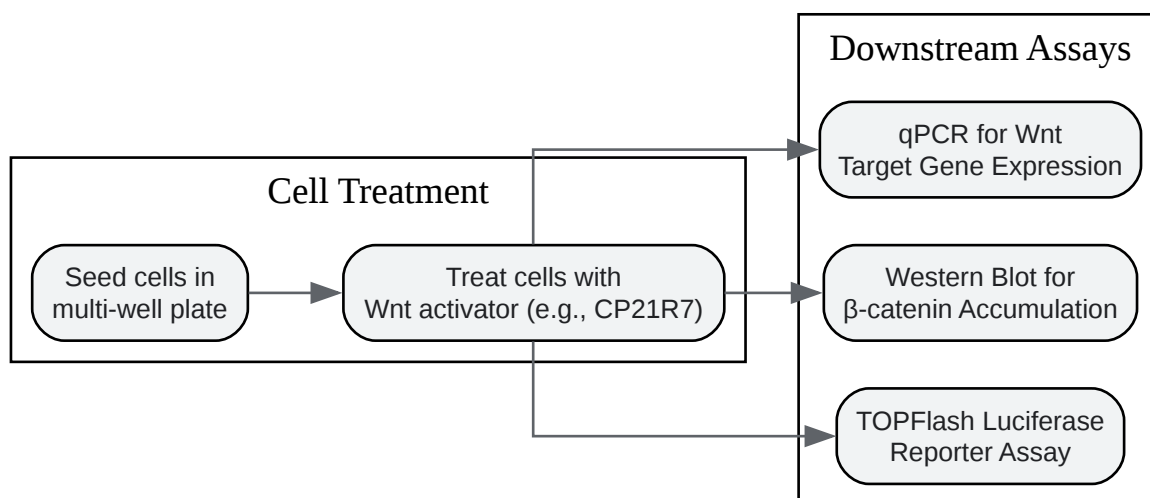 Cell Treatment
Seed cells in
multi-well plate
Treat cells with
Wnt activator (e.g., CP21R7)
Downstream Assays
qPCR for Wnt
Target Gene Expression
Western Blot for
β-catenin Accumulation
TOPFlash Luciferase
Reporter Assay